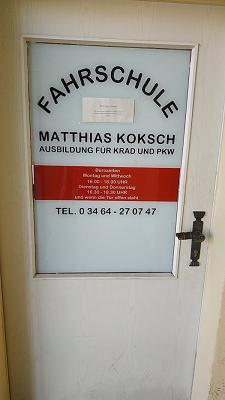 FAHRSCHULE
MATTHIAS KOKSCH
AUSBILDUNG FÜR KRAD UND PKW
Bürozeiten
Montag und Mittwoch
16.00 - 18.00 UHR
Dienstag und Donnerstag
18.30 - 19.30 UHR
und wenn die Tür offen steht
TEL. 0 34 64 - 27 07 47